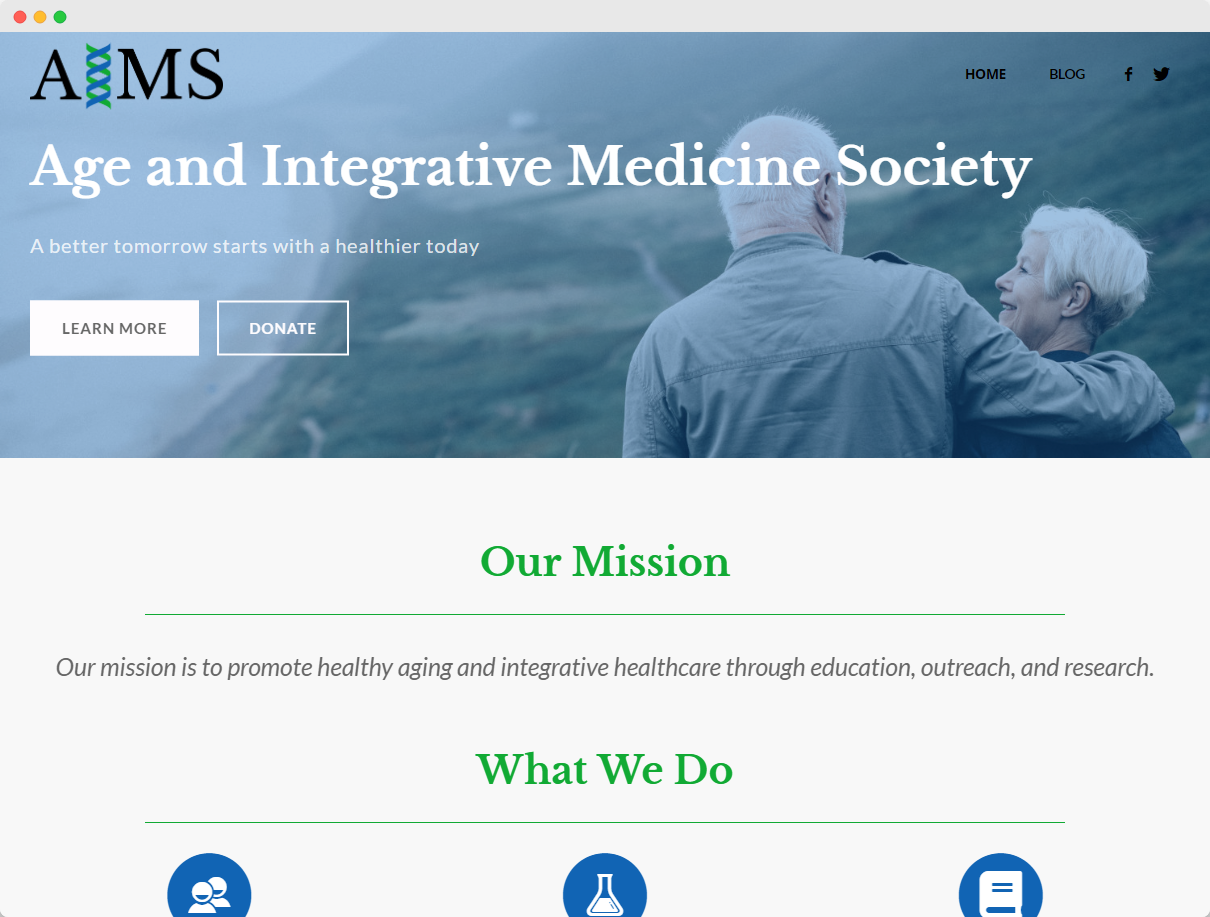 AIMS
HOME BLOG
Age and Integrative Medicine Society
A better tomorrow starts with a healthier today
LEARN MORE DONATE
Our Mission
Our mission is to promote healthy aging and integrative healthcare through education, outreach, and research.
What We Do